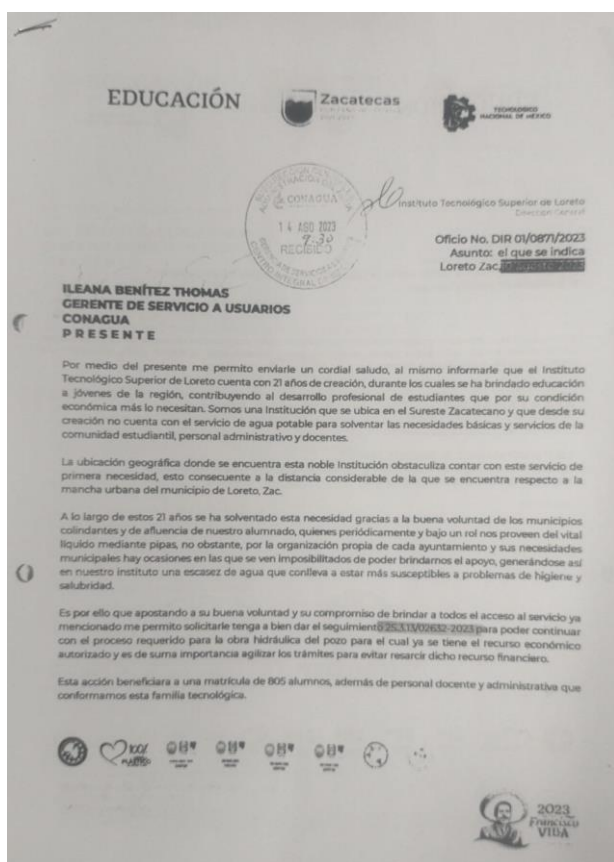 EDUCACIÓN
Zacatecas
TECNOLÓGICO
NACIONAL DE MÉXICO
CONAGUA
14 AGO 2023
9:30
RECIBIDO
Instituto Tecnológico Superior de Loreto
Dirección General
Oficio No. DIR 01/0871/2023
Asunto: el que se indica
Loreto Zac.
ILEANA BENÍTEZ THOMAS
GERENTE DE SERVICIO A USUARIOS
CONAGUA
P R E S E N T E
Por medio del presente me permito enviarle un cordial saludo, al mismo informarle que el Instituto
Tecnológico Superior de Loreto cuenta con 21 años de creación, durante los cuales se ha brindado educación
a jóvenes de la región, contribuyendo al desarrollo profesional de estudiantes que por su condición
económica más lo necesitan. Somos una Institución que se ubica en el Sureste Zacatecano y que desde su
creación no cuenta con el servicio de agua potable para solventar las necesidades básicas y servicios de la
comunidad estudiantil, personal administrativo y docentes.
La ubicación geográfica donde se encuentra esta noble Institución obstaculiza contar con este servicio de
primera necesidad, esto consecuente a la distancia considerable de la que se encuentra respecto a la
mancha urbana del municipio de Loreto, Zac.
A lo largo de estos 21 años se ha solventado esta necesidad gracias a la buena voluntad de los municipios
colindantes y de afluencia de nuestro alumnado, quienes periódicamente y bajo un rol nos proveen del vital
líquido mediante pipas, no obstante, por la organización propia de cada ayuntamiento y sus necesidades
municipales hay ocasiones en las que se ven imposibilitados de poder brindarnos el apoyo, generándose así
en nuestro instituto una escasez de agua que conlleva a estar más susceptibles a problemas de higiene y
salubridad.
Es por ello que apostando a su buena voluntad y su compromiso de brindar a todos el acceso al servicio ya
mencionado me permito solicitarle tenga a bien dar el seguimiento 25.3.13/02632-2023 para poder continuar
con el proceso requerido para la obra hidráulica del pozo para el cual ya se tiene el recurso económico
autorizado y es de suma importancia agilizar los trámites para evitar resarcir dicho recurso financiero.
Esta acción beneficiara a una matrícula de 805 alumnos, además de personal docente y administrativa que
conformamos esta familia tecnológica.
100%
2023
Francisco
VILLA